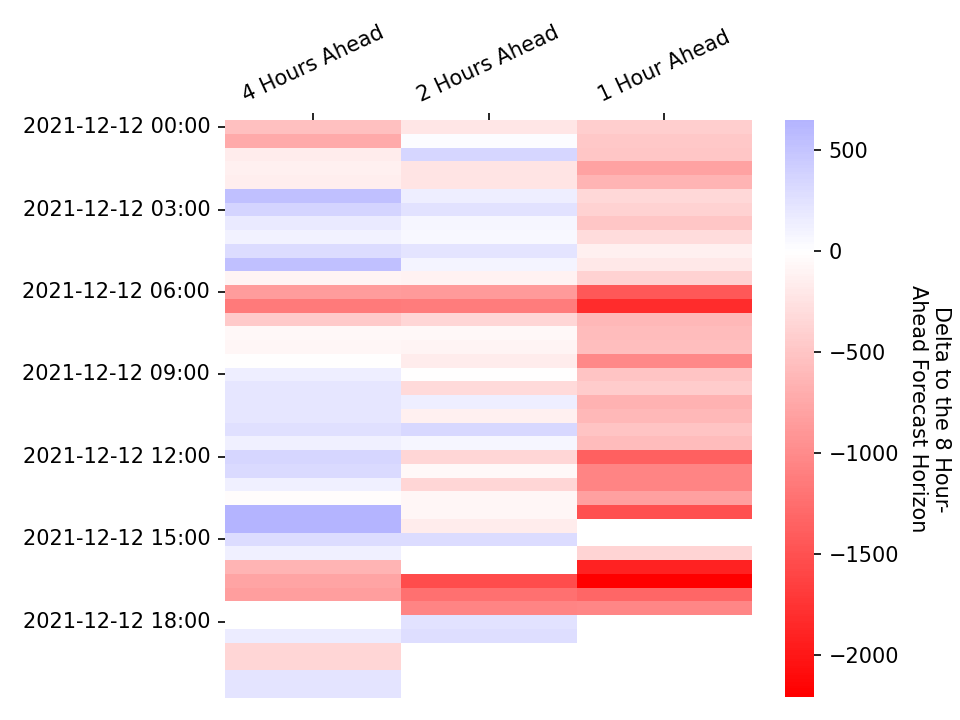 4 Hours Ahead
2 Hours Ahead
1 Hour Ahead
2021-12-12 00:00
2021-12-12 03:00
2021-12-12 06:00
2021-12-12 09:00
2021-12-12 12:00
2021-12-12 15:00
2021-12-12 18:00
500
0
−500
−1000
−1500
−2000
Delta to the 8 Hour-
Ahead Forecast Horizon